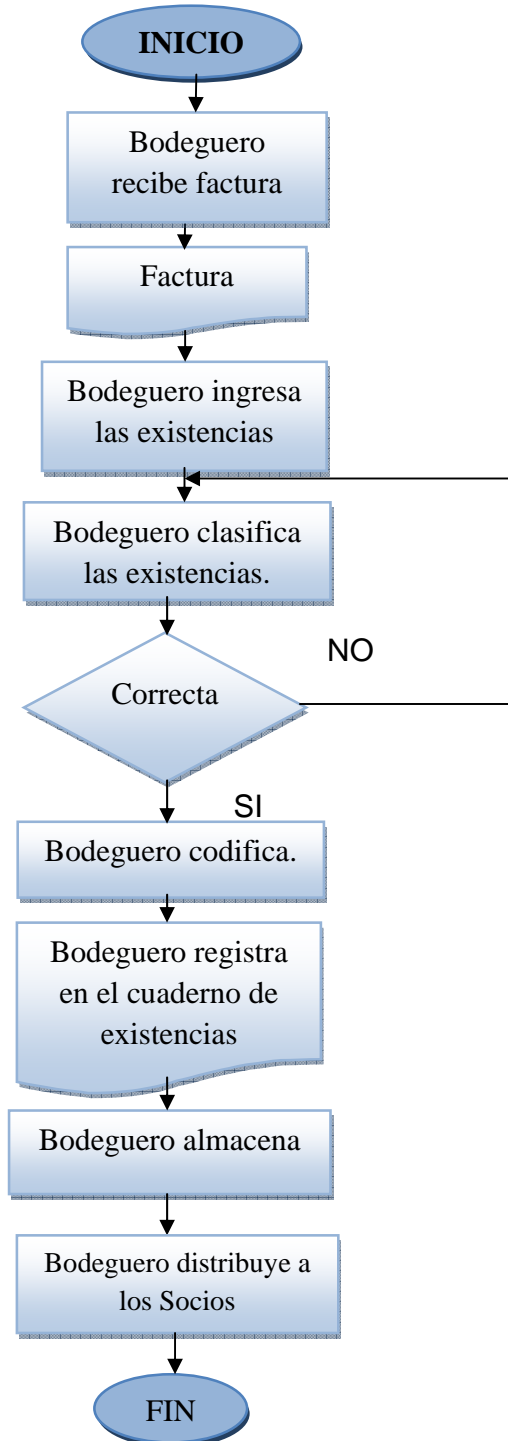 INICIO
Bodeguero
recibe factura
Factura
Bodeguero ingresa
las existencias
Bodeguero clasifica
las existencias.
NO
Correcta
SI
Bodeguero codifica.
Bodeguero registra
en el cuaderno de
existencias
Bodeguero almacena
Bodeguero distribuye a
los Socios
FIN